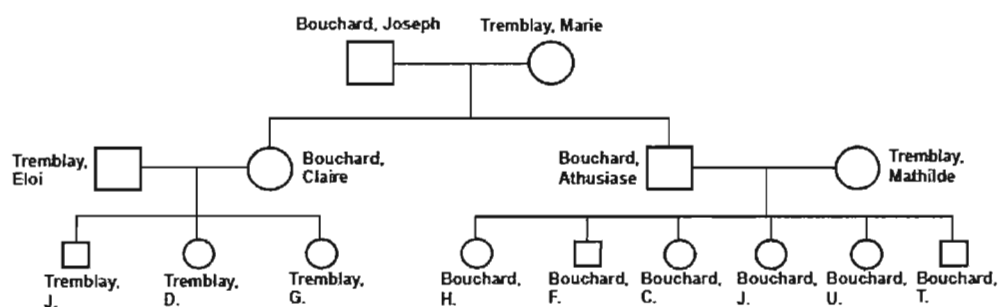 Bouchard, Joseph
Tremblay, Marie
Tremblay,
Eloi
Bouchard,
Claire
Bouchard,
Athusiase
Tremblay,
Mathilde
Tremblay,
J.
Tremblay,
D.
Tremblay,
G.
Bouchard,
H.
Bouchard,
F.
Bouchard,
C.
Bouchard,
J.
Bouchard,
U.
Bouchard,
T.